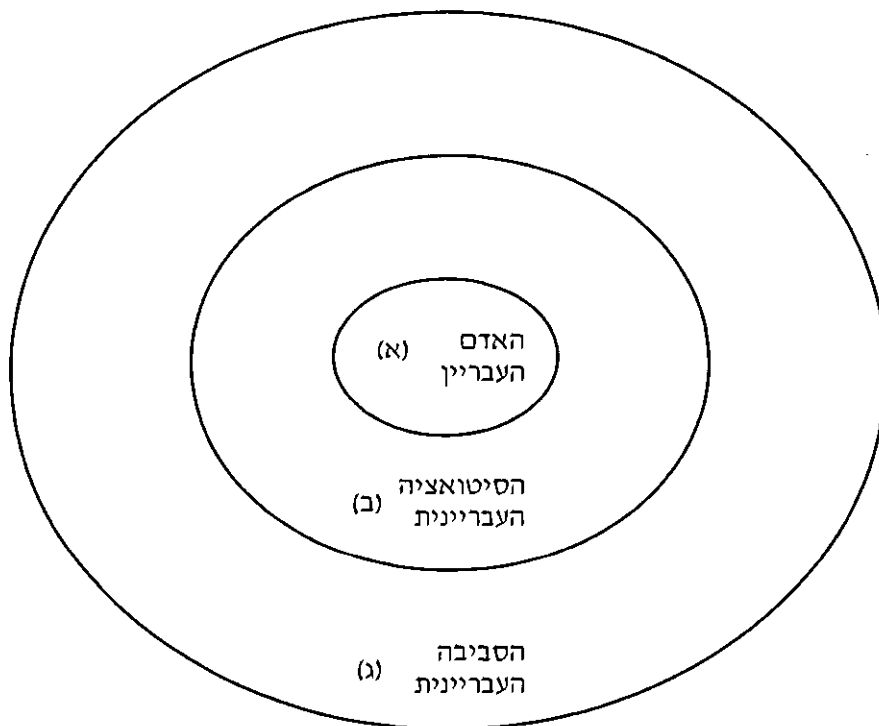 האדם (א)
העבריין
הסיטואציה (ב)
העבריינית
הסביבה (ג)
העבריינית